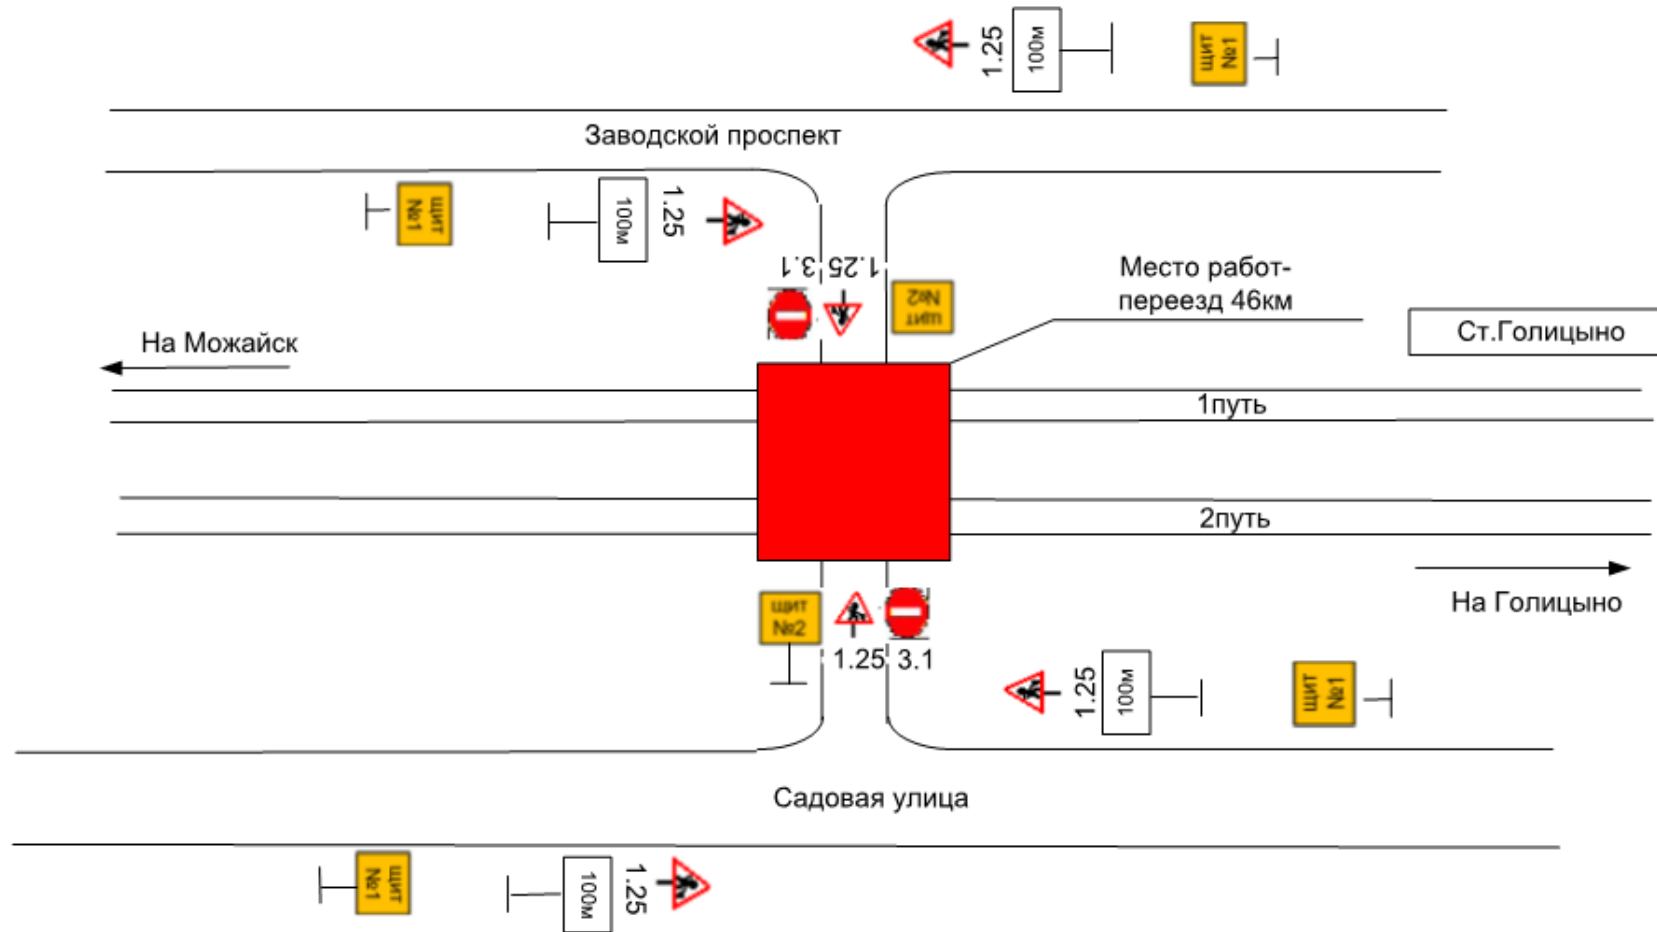 1.25
100м
щит
№1
Заводской проспект
щит
№1
100м
1.25
3.1
1.25
щит
№2
Место работ-
переезд 46км
Ст.Голицыно
На Можайск
1путь
2путь
На Голицыно
щит
№2
1.25
3.1
1.25
100м
щит
№1
Садовая улица
щит
№1
100м
1.25